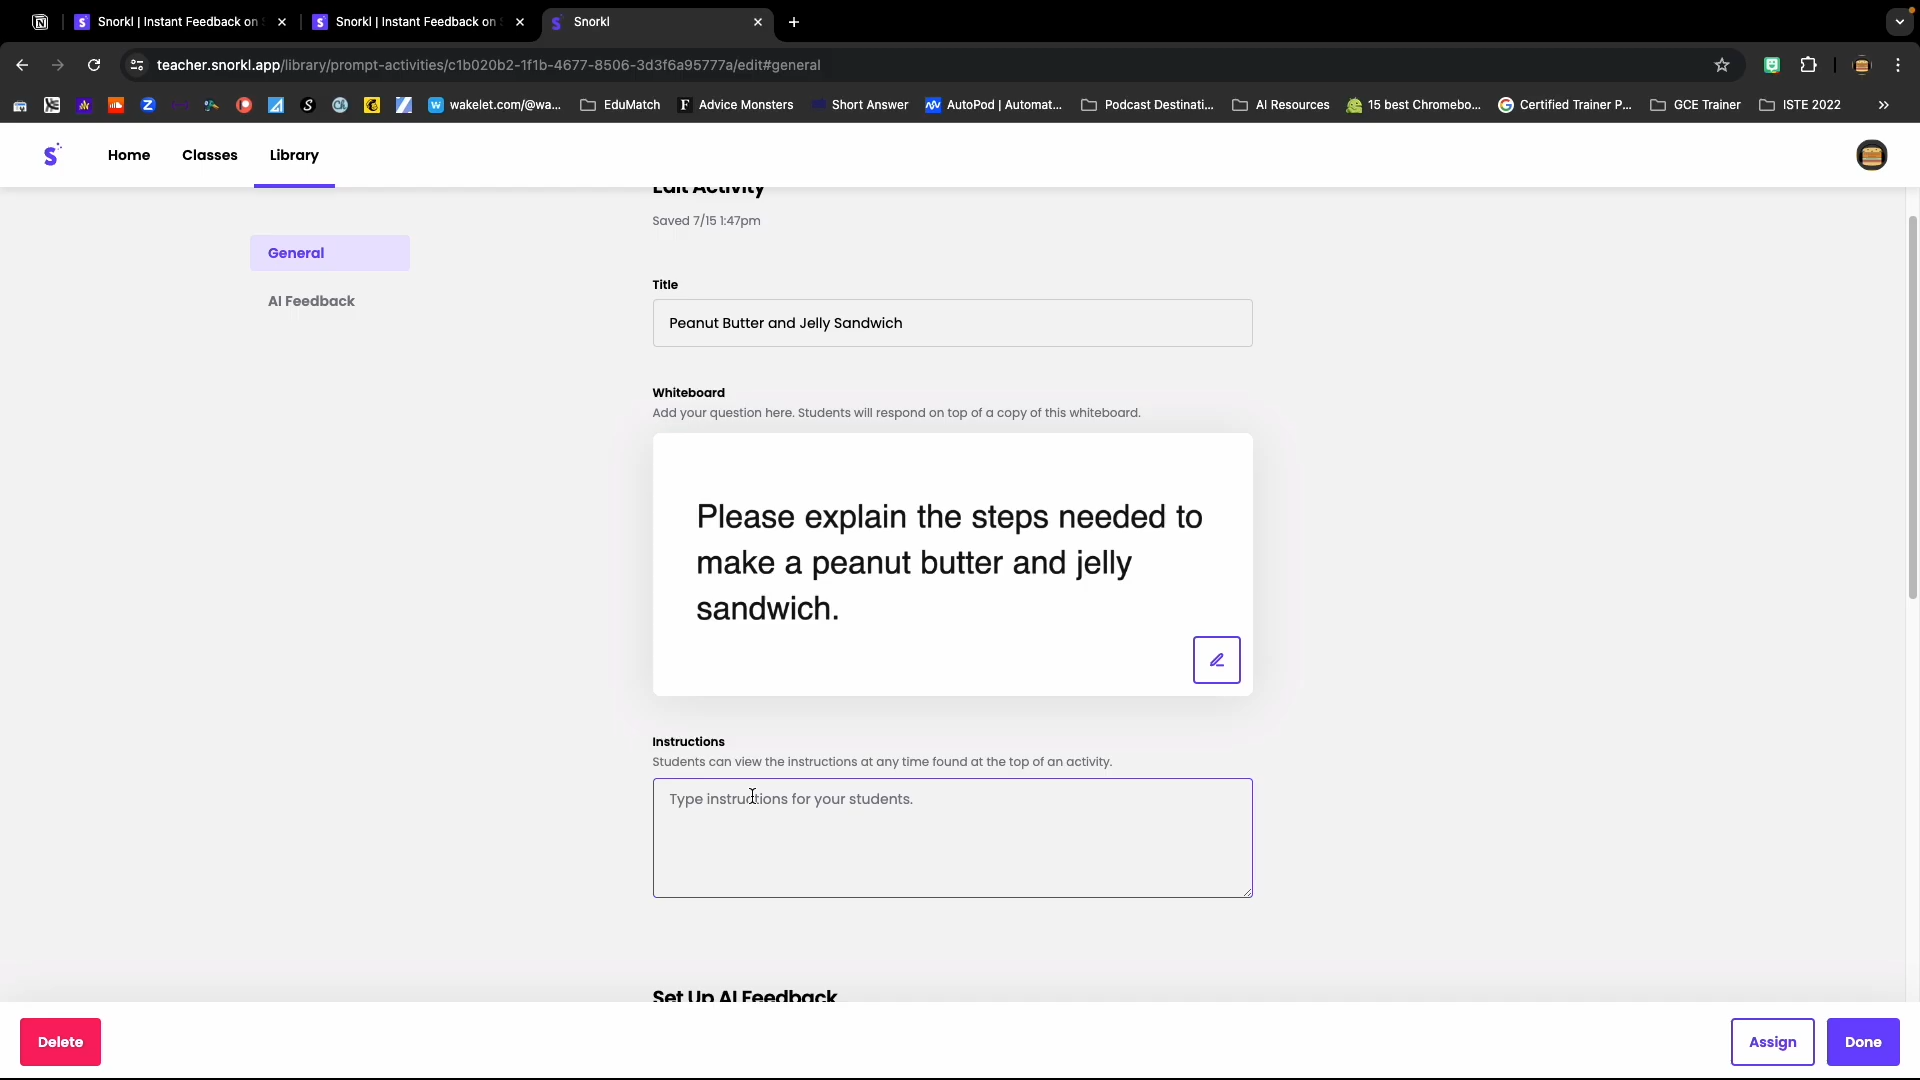 Snorkl | Instant Feedback on
Snorkl | Instant Feedback on
Snorkl
teacher.snorkl.app/library/prompt-activities/c1b020b2-1f1b-4677-8506-3d3f6a95777a/edit#general
wakelet.com/@wa...
EduMatch
Advice Monsters
Short Answer
AutoPod | Automat...
Podcast Destinati...
AI Resources
15 best Chromebo...
Certified Trainer P...
GCE Trainer
ISTE 2022
Home
Classes
Library
Edit Activity
Saved 7/15 1:47pm
General
AI Feedback
Title
Peanut Butter and Jelly Sandwich
Whiteboard
Add your question here. Students will respond on top of a copy of this whiteboard.
Please explain the steps needed to
make a peanut butter and jelly
sandwich.
Instructions
Students can view the instructions at any time found at the top of an activity.
Type instructions for your students.
Set Up AI Feedback
Delete
Assign
Done